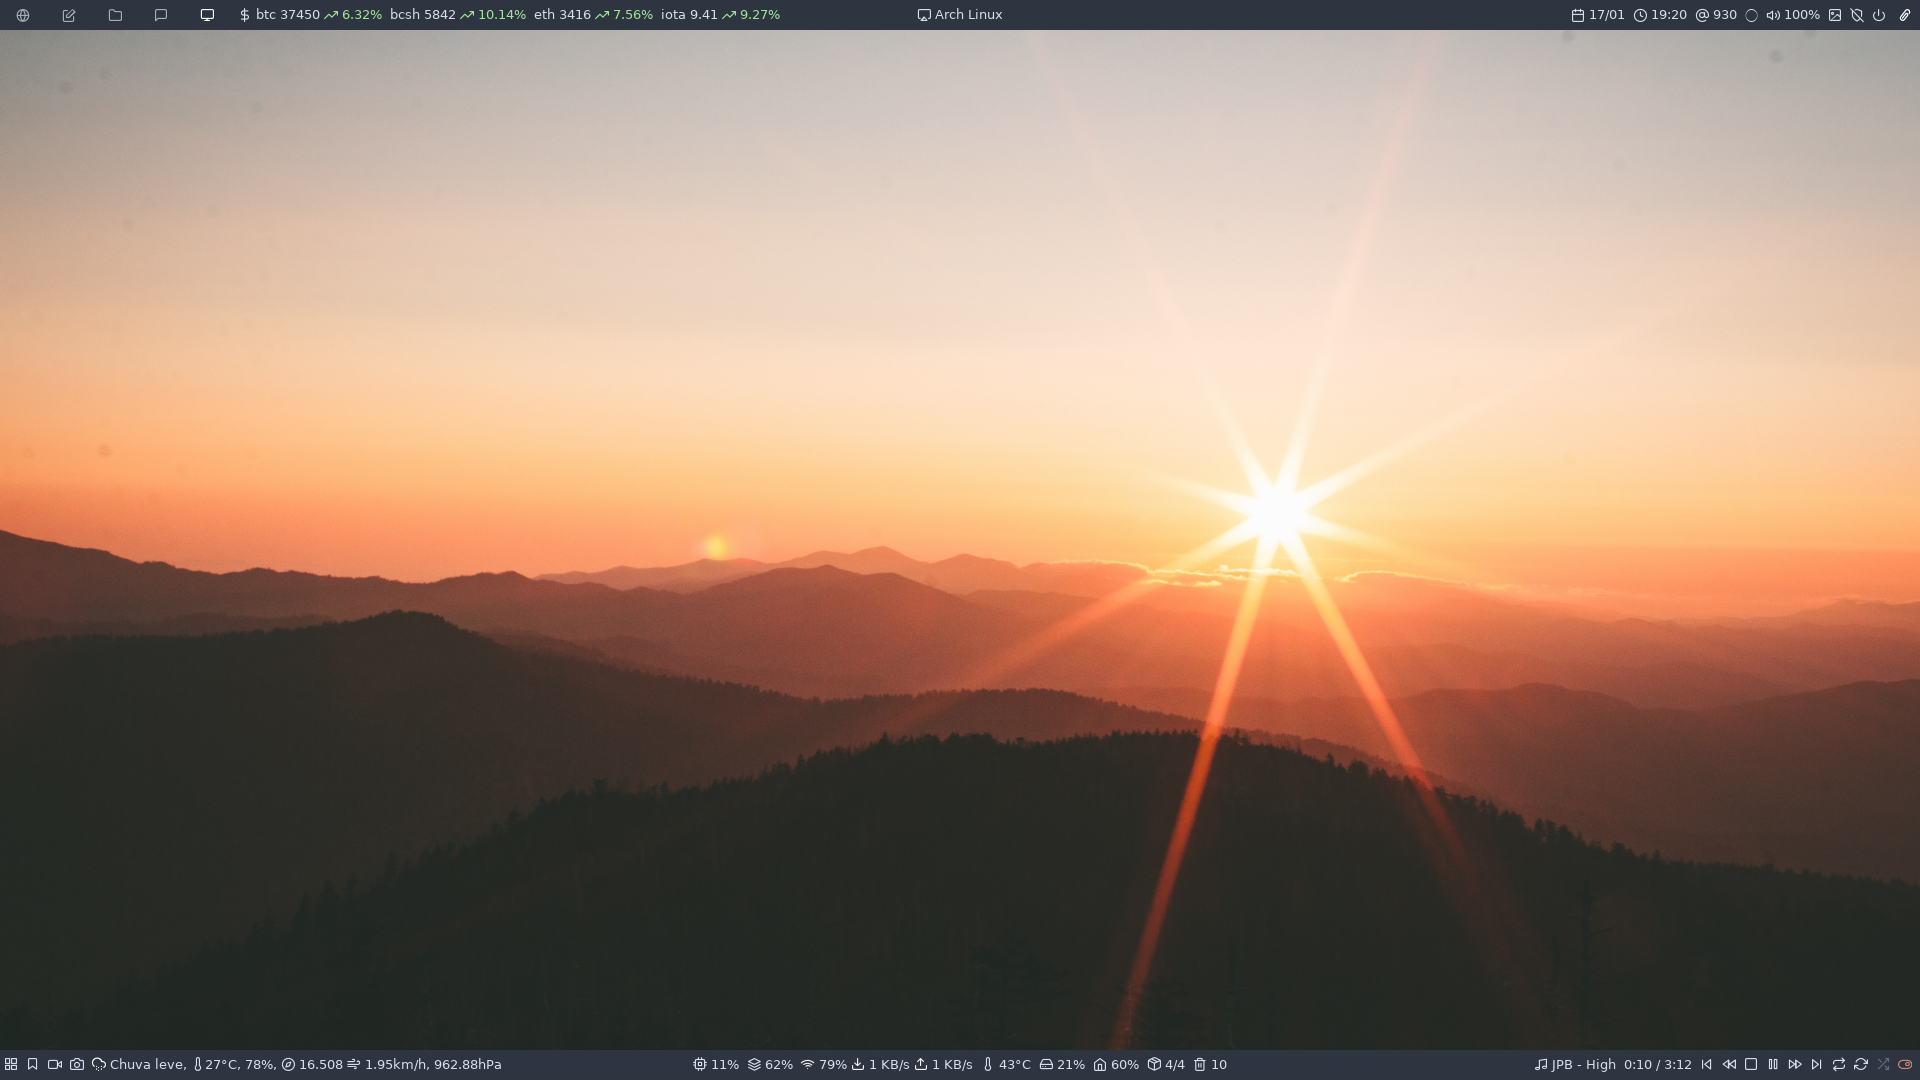 btc 37450 6.32% bcsh 5842 10.14% eth 3416 7.56% iota 9.41 9.27% Arch Linux 17/01 19:20 930 100%
Chuva leve, 27°C, 78%, 16.508 1.95km/h, 962.88hPa 11% 62% 79% 1 KB/s 1 KB/s 43°C 21% 60% 4/4 10 JPB - High 0:10 / 3:12